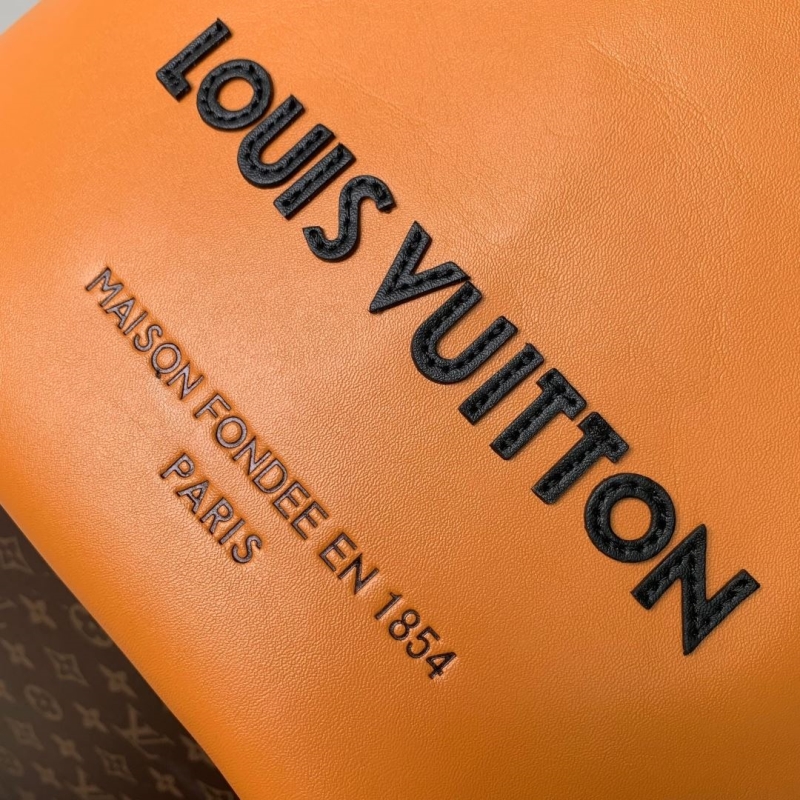 LOUIS VUITTON
MAISON FONDEE EN 1854
PARIS